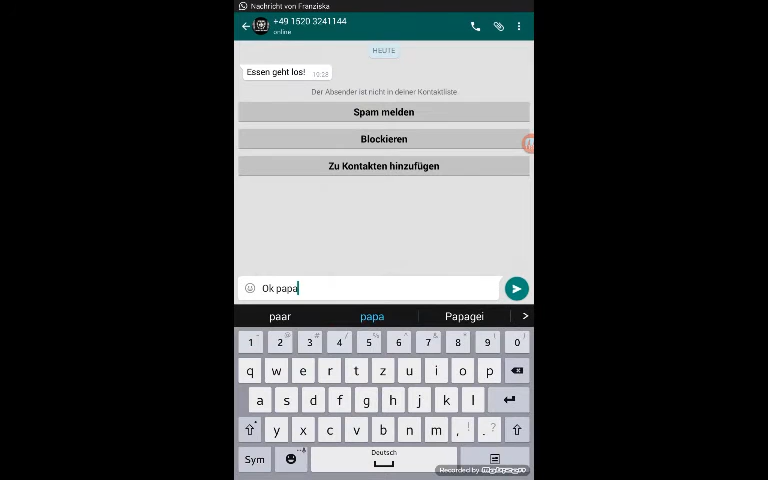 Nachricht von Franziska
+49 1520 3241144
online
HEUTE
Essen geht los! 19:28
Der Absender ist nicht in deiner Kontaktliste
Spam melden
Blockieren
Zu Kontakten hinzufügen
Ok papa
paar papa Papagei >
1 2 3 4 5 6 7 8 9 0
q w e r t z u i o p
a s d f g h j k l
y x c v b n m , ! . ?
Sym Deutsch
Recorded by